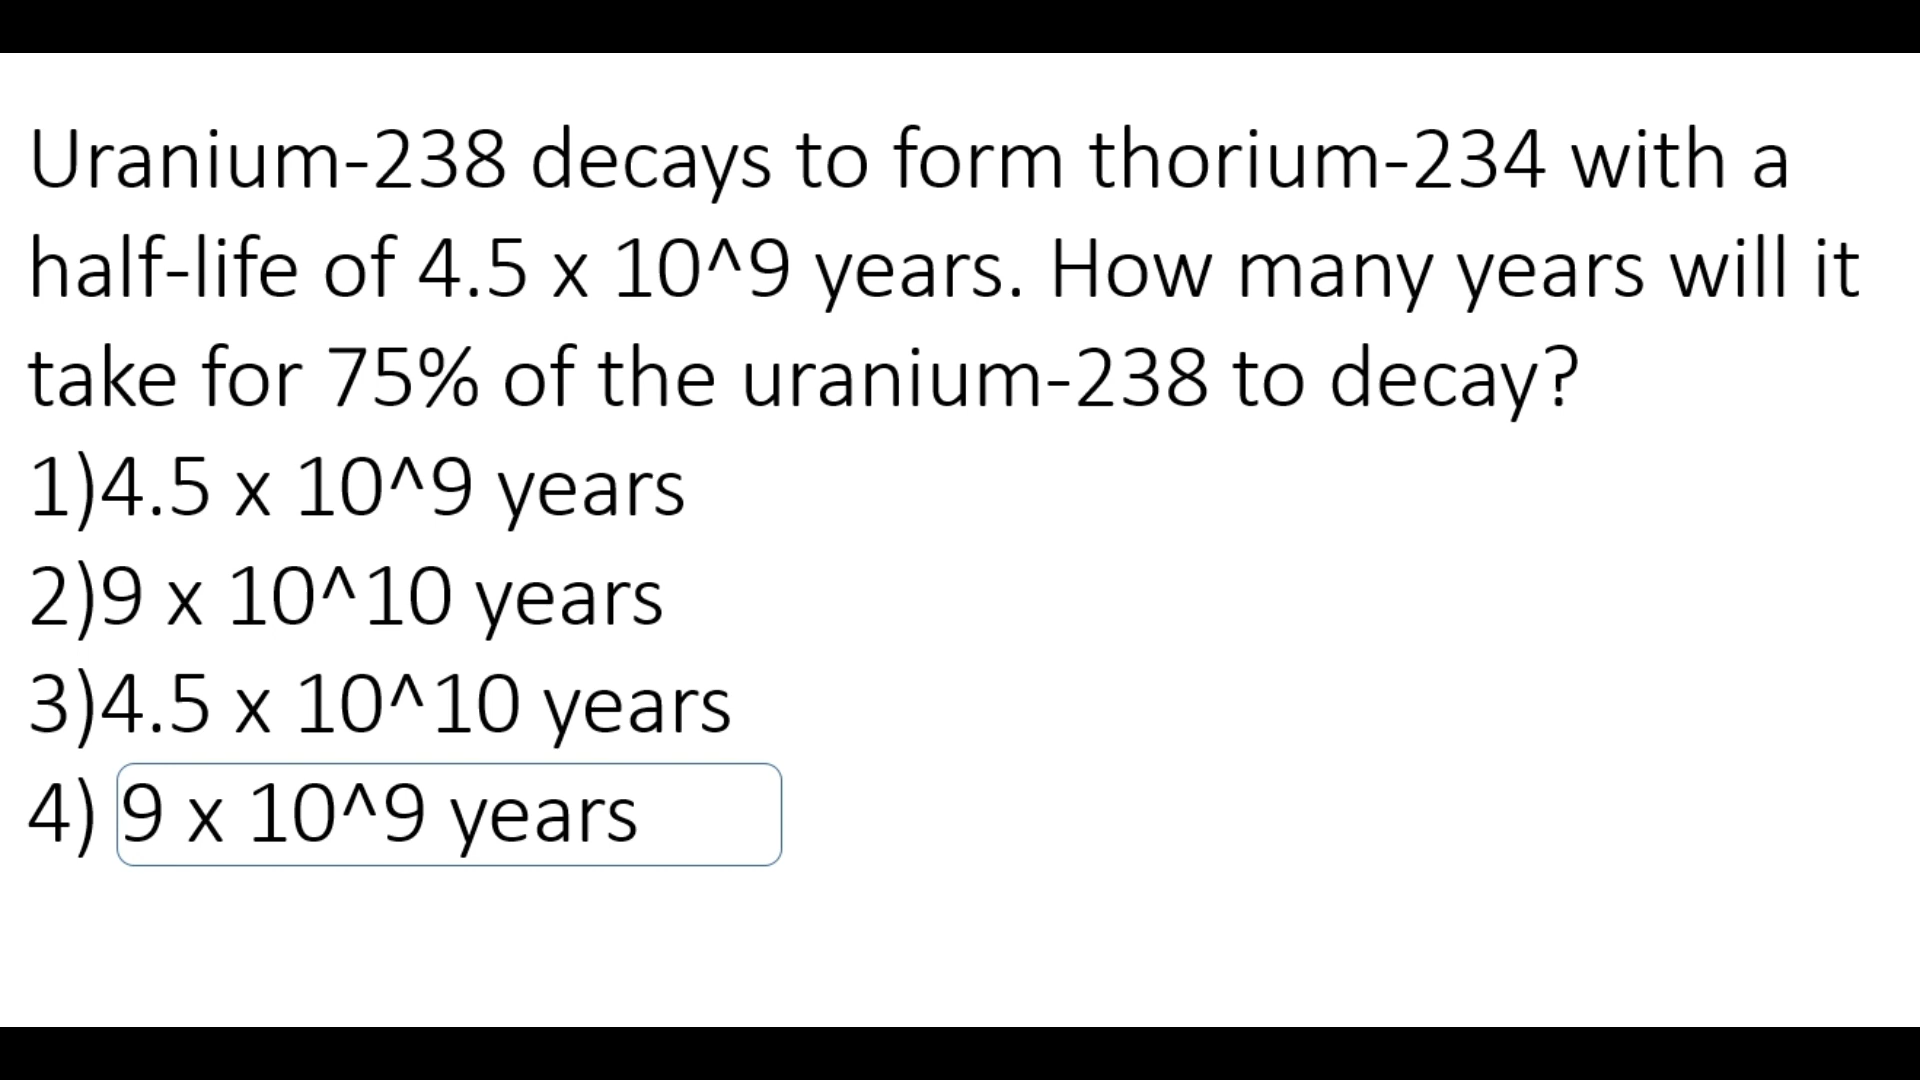 Uranium-238 decays to form thorium-234 with a
half-life of 4.5 x 10^9 years. How many years will it
take for 75% of the uranium-238 to decay?
1)4.5 x 10^9 years
2)9 x 10^10 years
3)4.5 x 10^10 years
4) 9 x 10^9 years